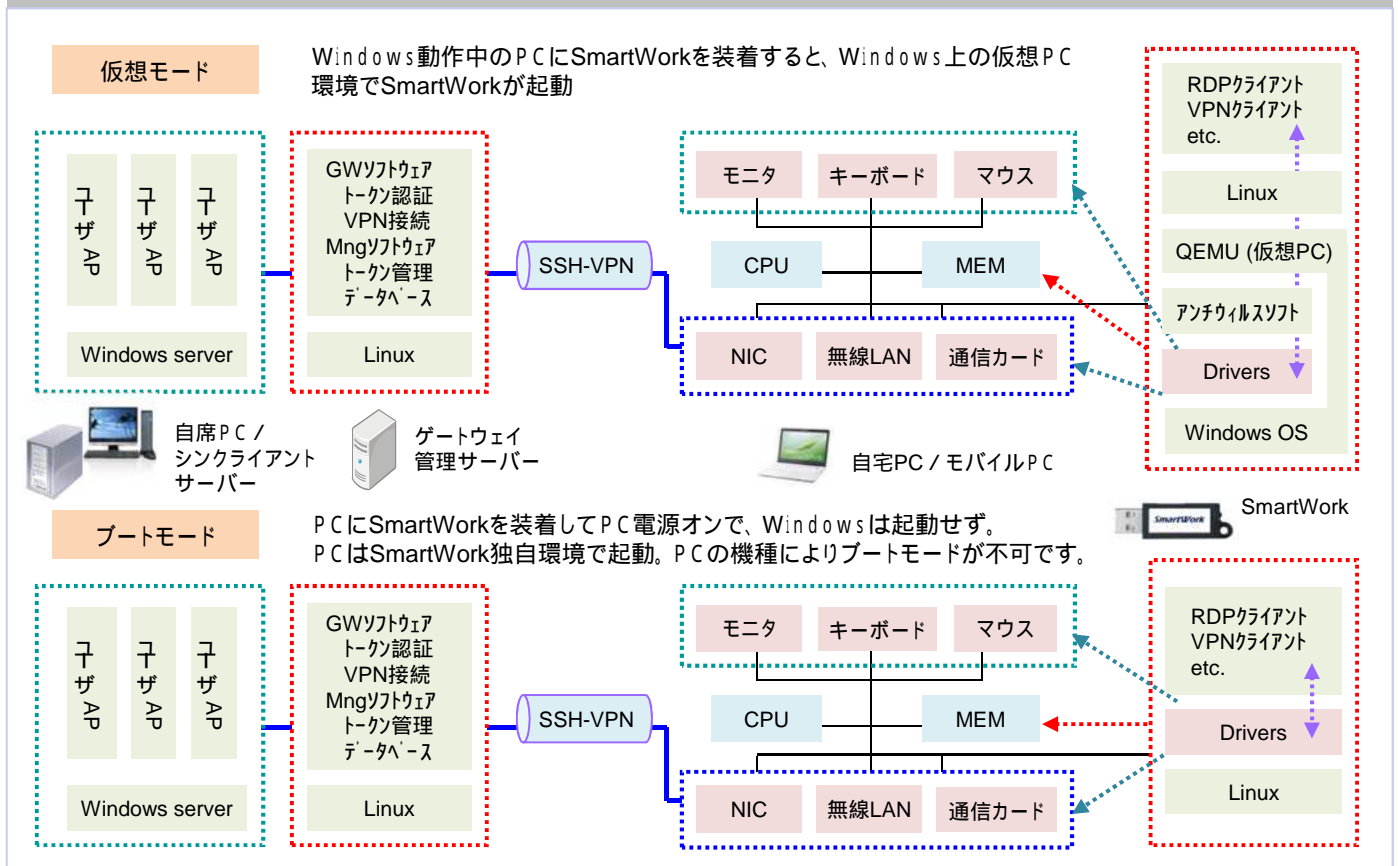 仮想モード
Windows動作中のPCにSmartWorkを装着すると、Windows上の仮想PC
環境でSmartWorkが起動
ユーザ AP
ユーザ AP
ユーザ AP
Windows server
GWソフトウェア
トークン認証
VPN接続
Mngソフトウェア
トークン管理
データベース
Linux
SSH-VPN
モニタ
キーボード
マウス
CPU
MEM
NIC
無線LAN
通信カード
RDPクライアント
VPNクライアント
etc.
Linux
QEMU (仮想PC)
アンチウィルスソフト
Drivers
Windows OS
自席PC /
シンクライアント
サーバー
ゲートウェイ
管理サーバー
自宅PC / モバイルPC
SmartWork
SmartWork
ブートモード
PCにSmartWorkを装着してPC電源オンで、Windowsは起動せず。
PCはSmartWork独自環境で起動。PCの機種によりブートモードが不可です。
ユーザ AP
ユーザ AP
ユーザ AP
Windows server
GWソフトウェア
トークン認証
VPN接続
Mngソフトウェア
トークン管理
データベース
Linux
SSH-VPN
モニタ
キーボード
マウス
CPU
MEM
NIC
無線LAN
通信カード
RDPクライアント
VPNクライアント
etc.
Drivers
Linux